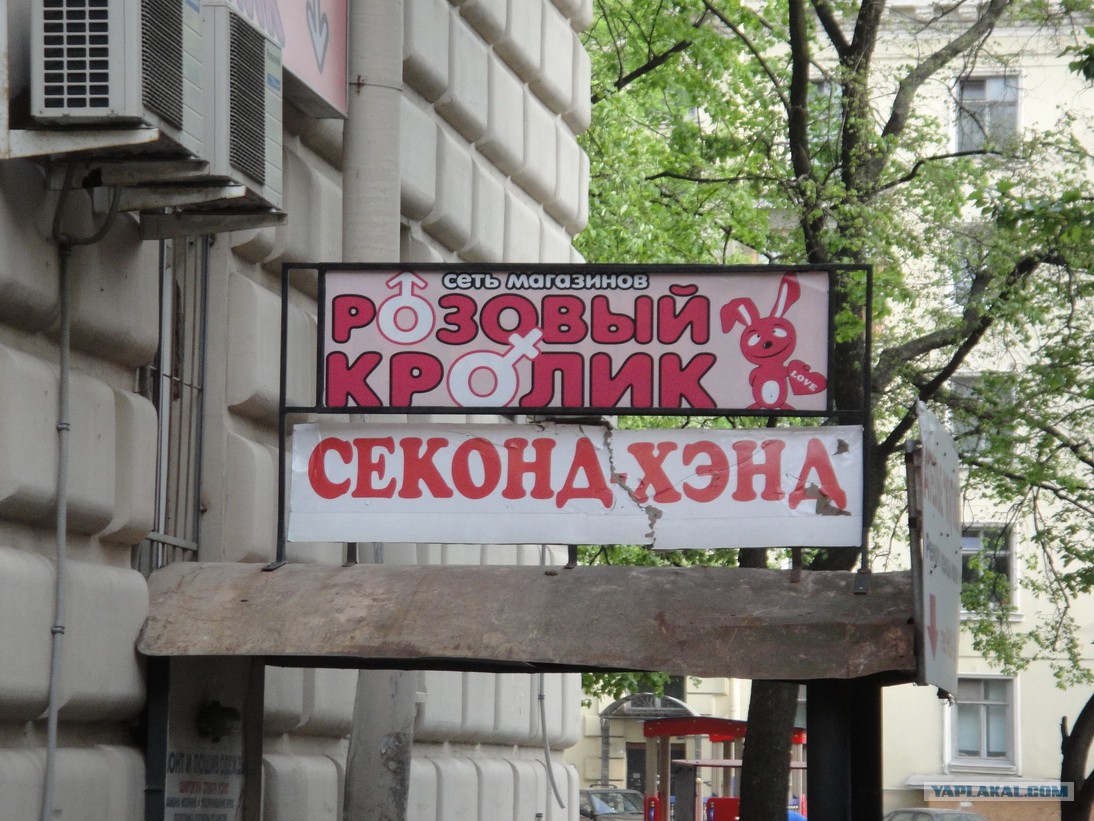 сеть магазинов
РОЗОВЫЙ
КРОЛИК
LOVE
СЕКОНД-ХЭНД
YAPLAKAL.COM